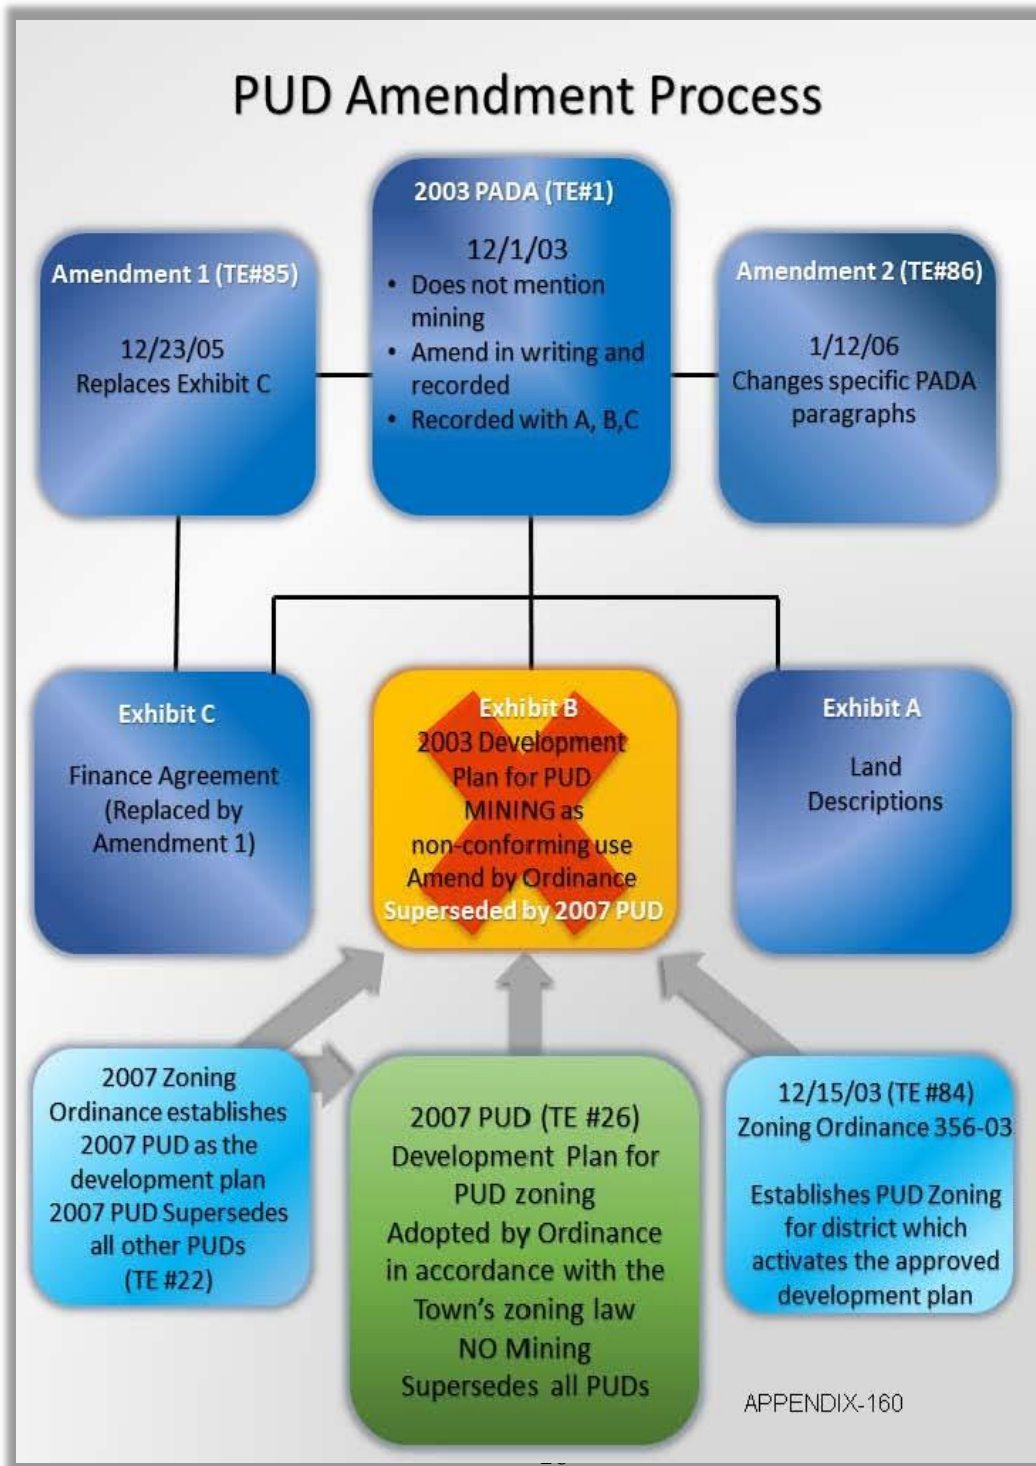 PUD Amendment Process
2003 PADA (TE#1)
12/1/03
• Does not mention
mining
• Amend in writing and
recorded
• Recorded with A, B,C
Amendment 1 (TE#85)
12/23/05
Replaces Exhibit C
Amendment 2 (TE#86)
1/12/06
Changes specific PADA
paragraphs
Exhibit C
Finance Agreement
(Replaced by
Amendment 1)
Exhibit B
2003 Development
Plan for PUD
MINING as
non-conforming use
Amend by Ordinance
Superseded by 2007 PUD
Exhibit A
Land
Descriptions
2007 Zoning
Ordinance establishes
2007 PUD as the
development plan
2007 PUD Supersedes
all other PUDs
(TE #22)
2007 PUD (TE #26)
Development Plan for
PUD zoning
Adopted by Ordinance
in accordance with the
Town's zoning law
NO Mining
Supersedes all PUDs
12/15/03 (TE #84)
Zoning Ordinance 356-03
Establishes PUD Zoning
for district which
activates the approved
development plan
APPENDIX-160